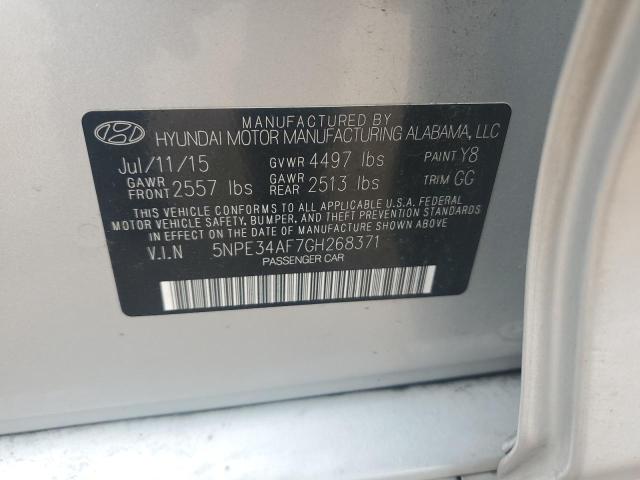 MANUFACTURED BY
HYUNDAI MOTOR MANUFACTURING ALABAMA, LLC
Jul/11/15 GVWR 4497 lbs PAINT Y8
GAWR FRONT 2557 lbs GAWR REAR 2513 lbs TRIM GG
THIS VEHICLE CONFORMS TO ALL APPLICABLE U.S.A. FEDERAL
MOTOR VEHICLE SAFETY, BUMPER, AND THEFT PREVENTION STANDARDS
IN EFFECT ON THE DATE OF MANUFACTURE SHOWN ABOVE
V.I.N 5NPE34AF7GH268371
PASSENGER CAR